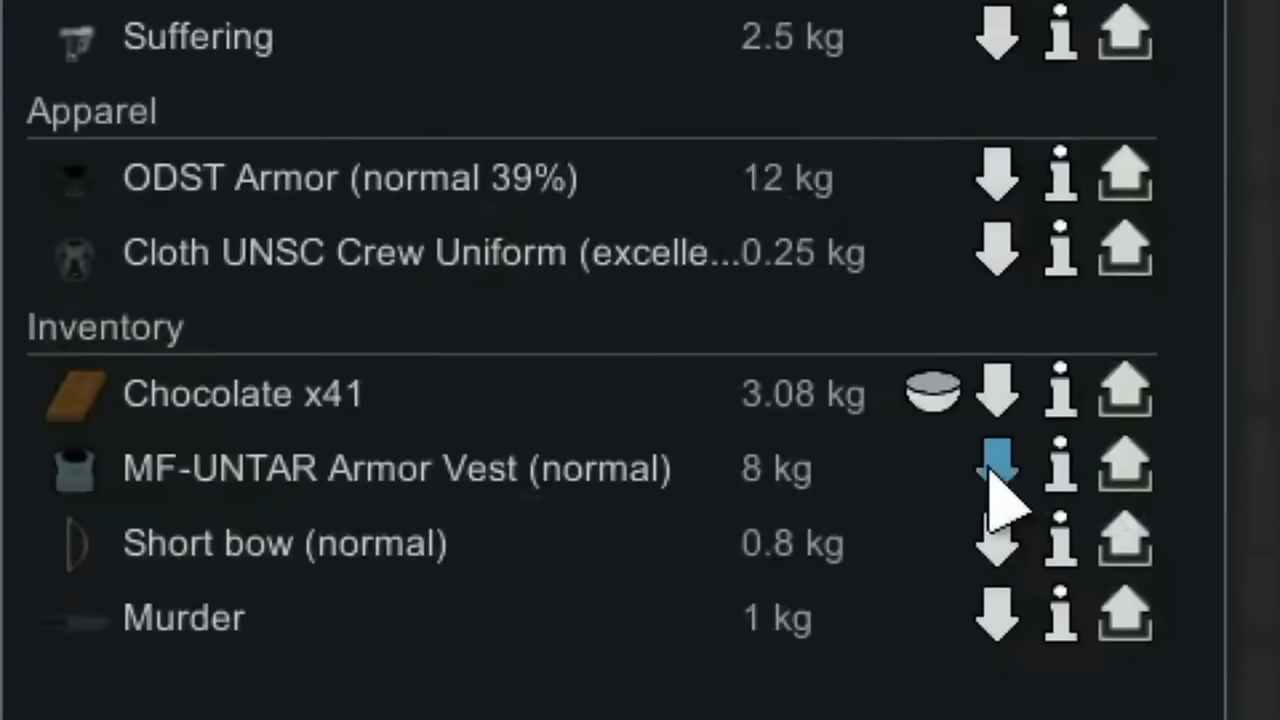 Suffering 2.5 kg
Apparel
ODST Armor (normal 39%) 12 kg
Cloth UNSC Crew Uniform (excelle...0.25 kg
Inventory
Chocolate x41 3.08 kg
MF-UNTAR Armor Vest (normal) 8 kg
Short bow (normal) 0.8 kg
Murder 1 kg